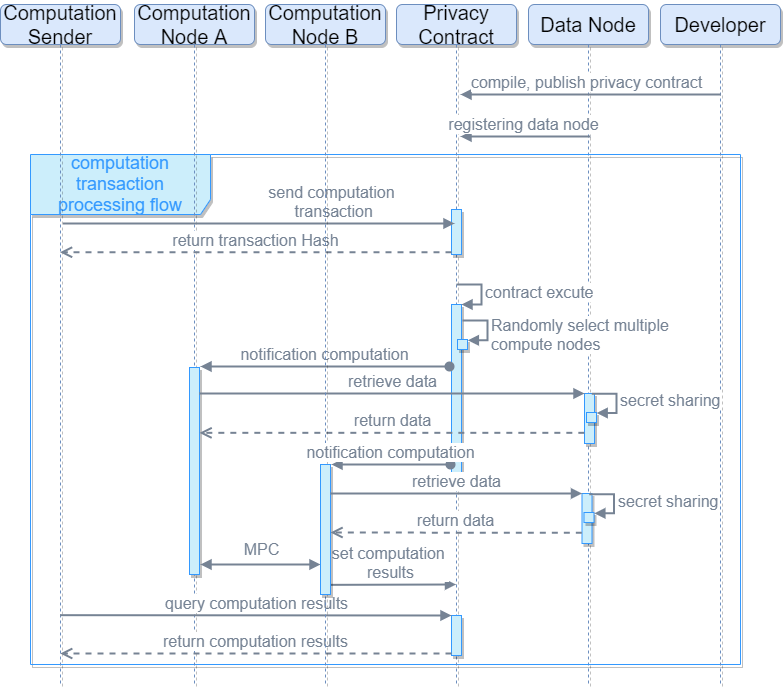 Computation
Sender
Computation
Node A
Computation
Node B
Privacy
Contract
Data Node
Developer
compile, publish privacy contract
registering data node
computation
transaction
processing flow
send computation
transaction
return transaction Hash
contract excute
Randomly select multiple
compute nodes
notification computation
retrieve data
secret sharing
return data
notification computation
retrieve data
secret sharing
return data
MPC
set computation
results
query computation results
return computation results